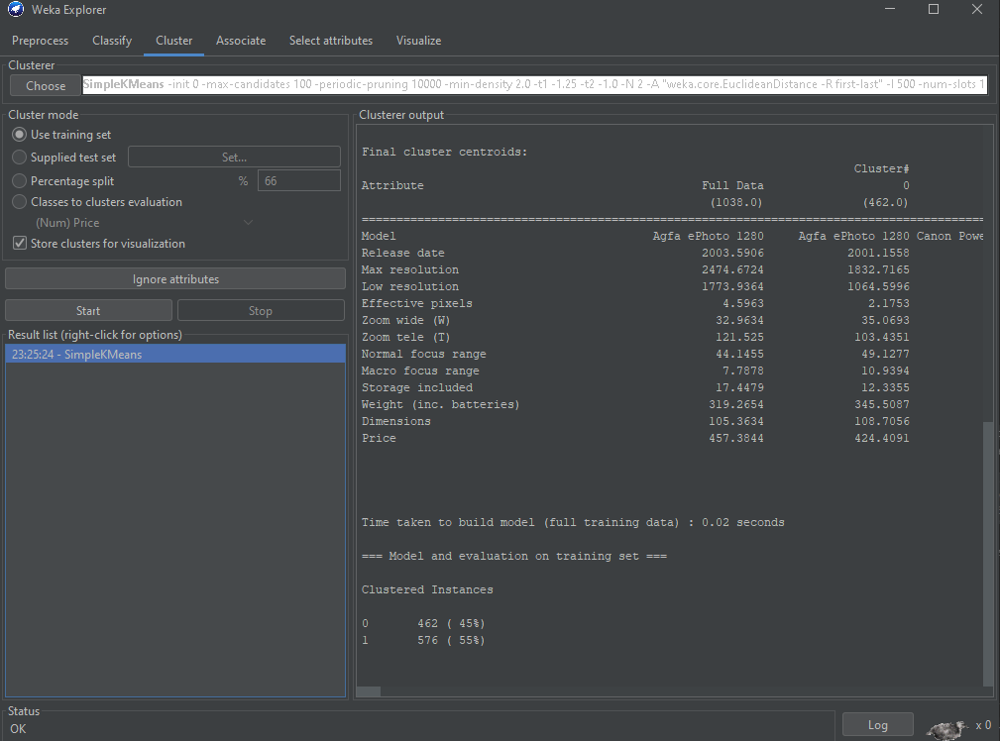 Weka Explorer
Preprocess Classify Cluster Associate Select attributes Visualize
Clusterer
Choose SimpleKMeans -init 0 -max-candidates 100 -periodic-pruning 10000 -min-density 2.0 -t1 -1.25 -t2 -1.0 -N 2 -A "weka.core.EuclideanDistance -R first-last" -I 500 -num-slots 1
Cluster mode
Use training set
Supplied test set Set...
Percentage split % 66
Classes to clusters evaluation
(Num) Price
Store clusters for visualization
Ignore attributes
Start Stop
Result list (right-click for options)
23:25:24 - SimpleKMeans
Clusterer output
Final cluster centroids:
Cluster#
Attribute Full Data 0
(1038.0) (462.0)
==========================================================================================
Model Agfa ePhoto 1280 Agfa ePhoto 1280 Canon Powe
Release date 2003.5906 2001.1558
Max resolution 2474.6724 1832.7165
Low resolution 1773.9364 1064.5996
Effective pixels 4.5963 2.1753
Zoom wide (W) 32.9634 35.0693
Zoom tele (T) 121.525 103.4351
Normal focus range 44.1455 49.1277
Macro focus range 7.7878 10.9394
Storage included 17.4479 12.3355
Weight (inc. batteries) 319.2654 345.5087
Dimensions 105.3634 108.7056
Price 457.3844 424.4091
Time taken to build model (full training data) : 0.02 seconds
=== Model and evaluation on training set ===
Clustered Instances
0 462 ( 45%)
1 576 ( 55%)
Status
OK
Log x 0